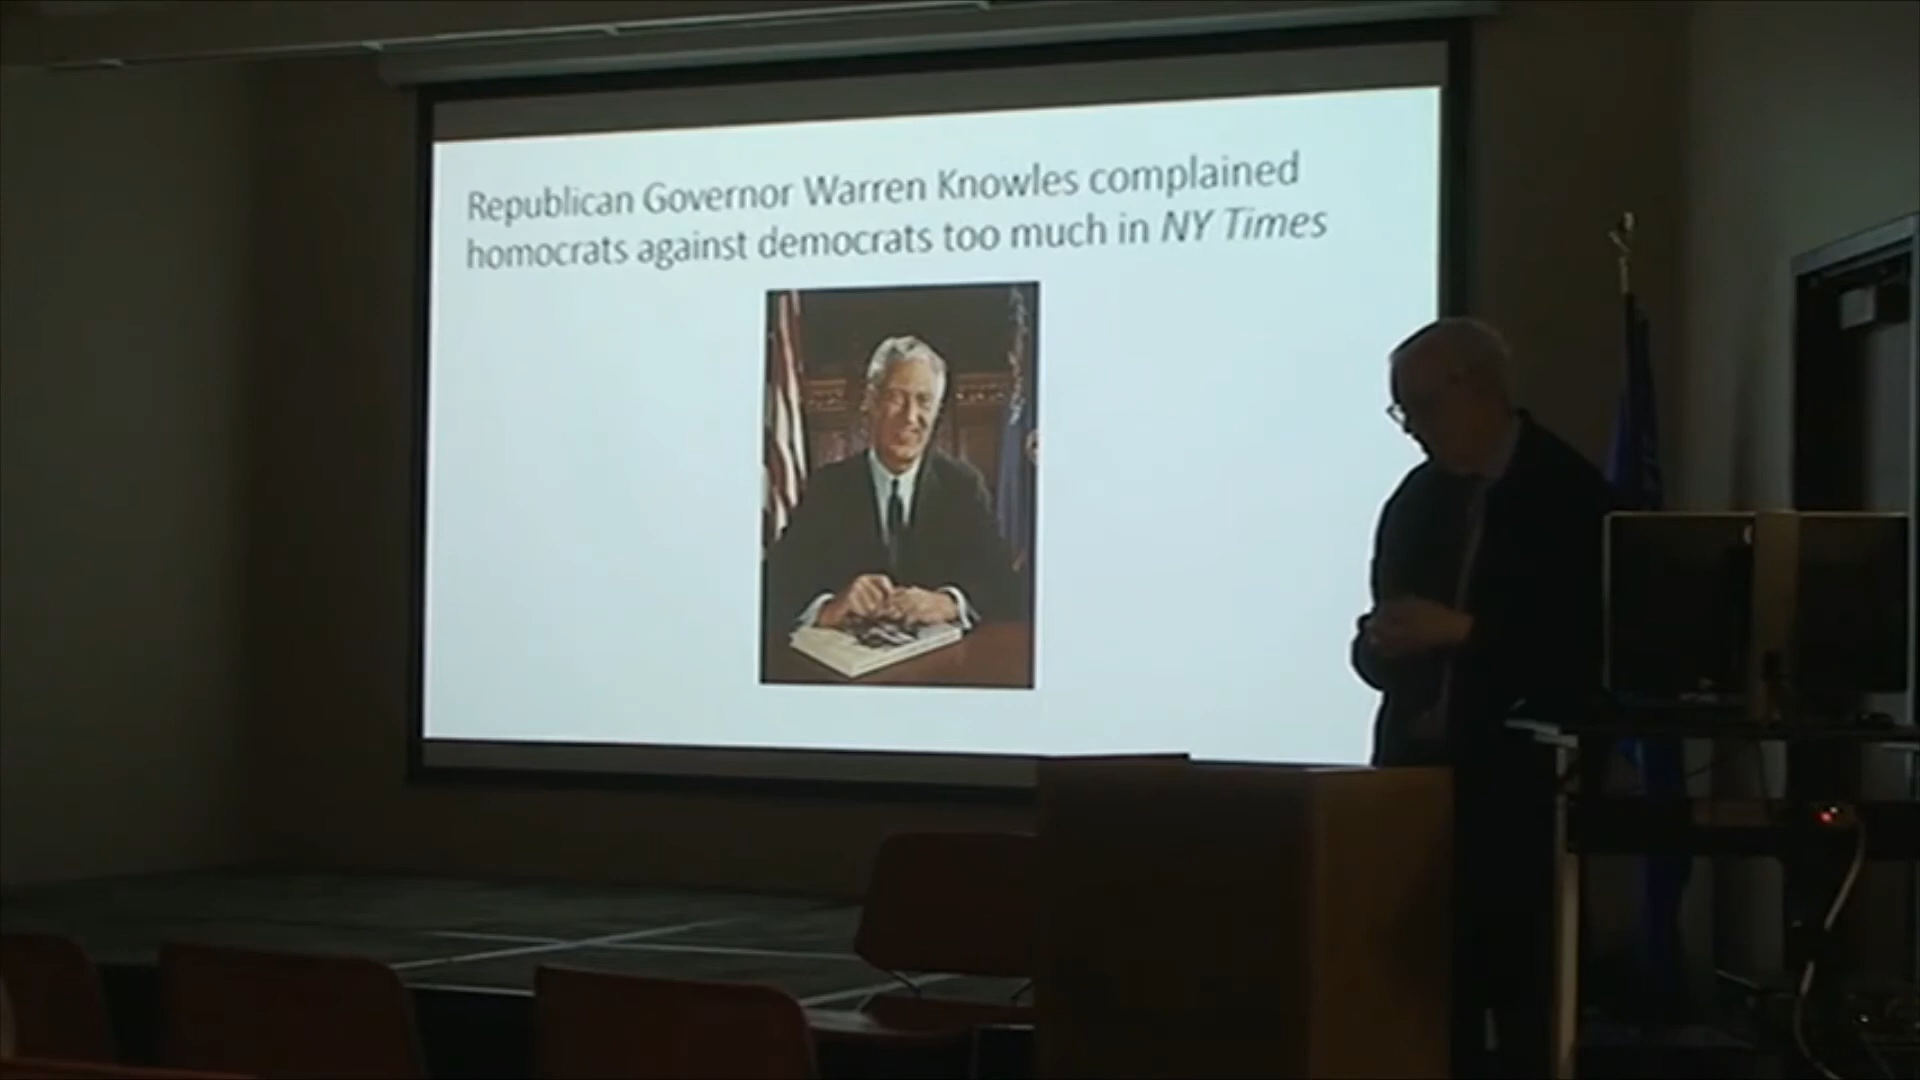 Republican Governor Warren Knowles complained
homocrats against democrats too much in NY Times